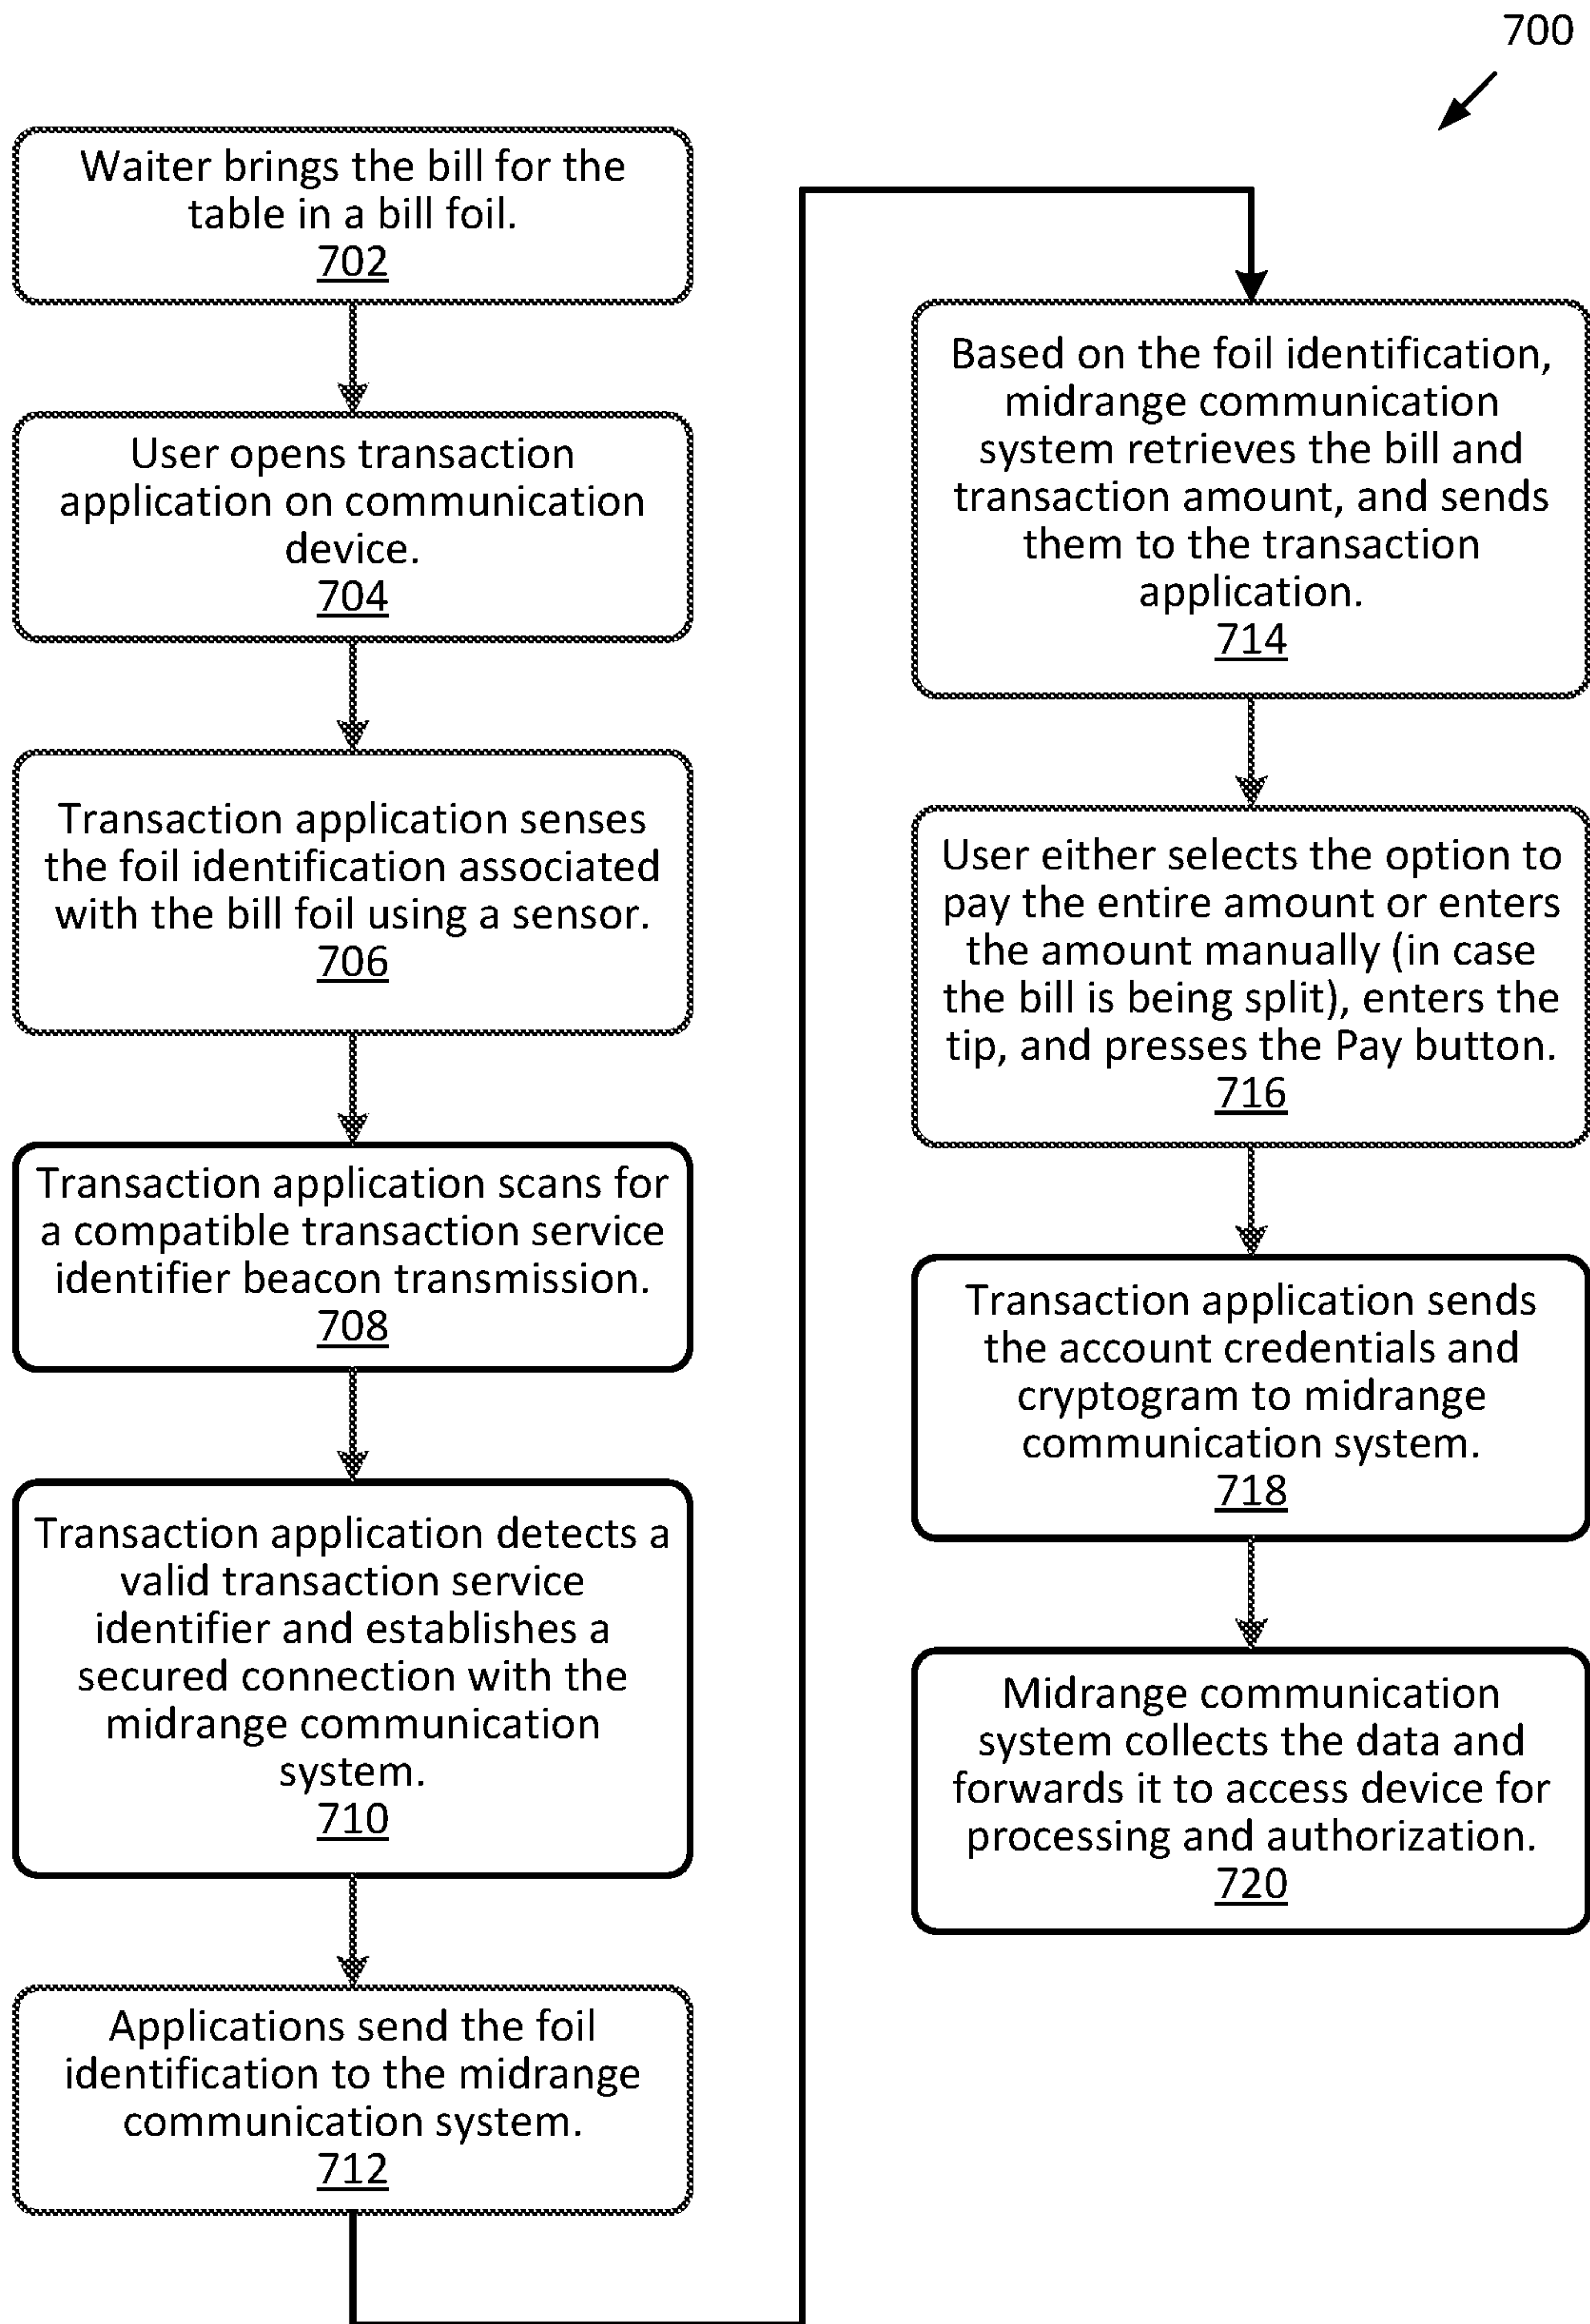 700
Waiter brings the bill for the
table in a bill foil.
702
User opens transaction
application on communication
device.
704
Transaction application senses
the foil identification associated
with the bill foil using a sensor.
706
Transaction application scans for
a compatible transaction service
identifier beacon transmission.
708
Transaction application detects a
valid transaction service
identifier and establishes a
secured connection with the
midrange communication
system.
710
Applications send the foil
identification to the midrange
communication system.
712
Based on the foil identification,
midrange communication
system retrieves the bill and
transaction amount, and sends
them to the transaction
application.
714
User either selects the option to
pay the entire amount or enters
the amount manually (in case
the bill is being split), enters the
tip, and presses the Pay button.
716
Transaction application sends
the account credentials and
cryptogram to midrange
communication system.
718
Midrange communication
system collects the data and
forwards it to access device for
processing and authorization.
720